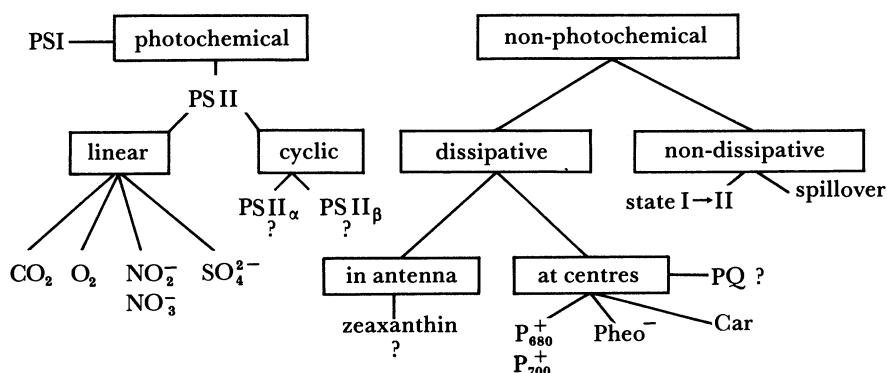 PSI photochemical non-photochemical
PS II
linear cyclic dissipative non-dissipative
PS IIα PS IIβ state I→II spillover
? ?
CO₂ O₂ NO₂⁻ SO₄²⁻ in antenna at centres PQ ?
NO₃⁻
zeaxanthin P₆₈₀⁺ Pheo⁻ Car
? P₇₀₀⁺